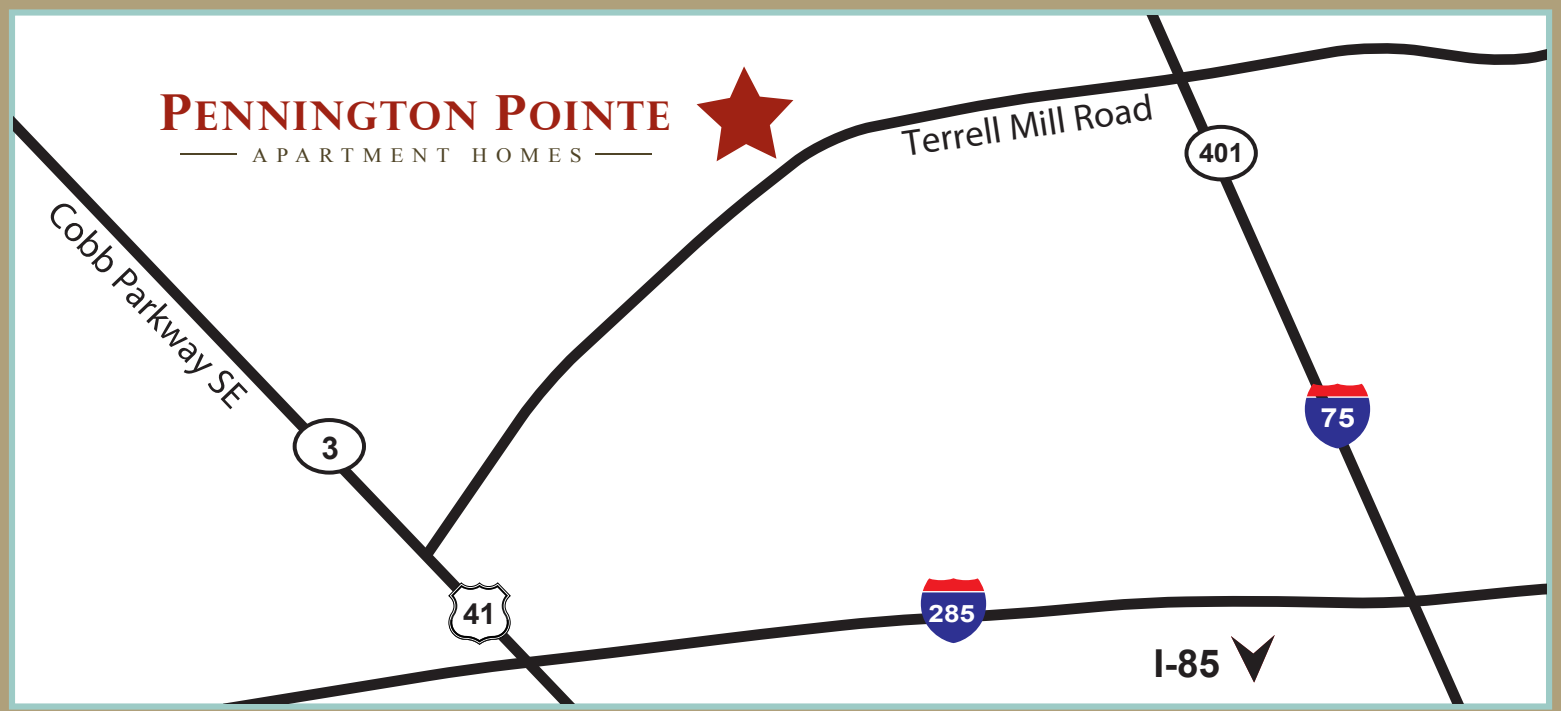 PENNINGTON POINTE
APARTMENT HOMES
Terrell Mill Road
401
Cobb Parkway SE
3
75
41
285
I-85